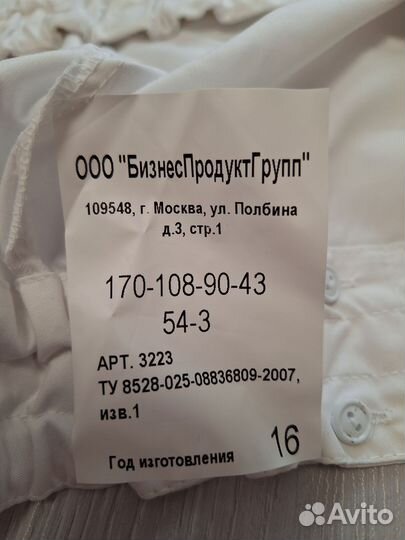 ООО "БизнесПродуктГрупп"
109548, г. Москва, ул. Полбина
д.3, стр.1
170-108-90-43
54-3
АРТ. 3223
ТУ 8528-025-08836809-2007,
изв.1
Год изготовления 16
Avito